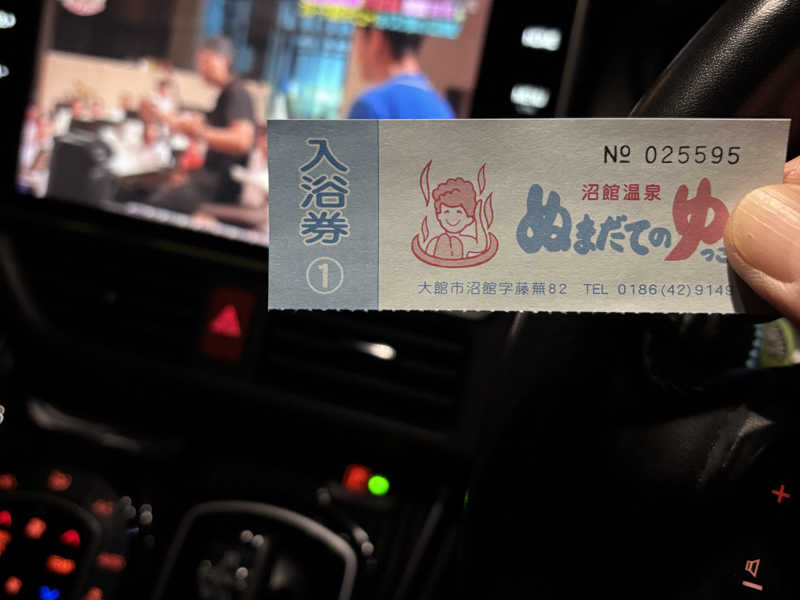 入浴券
①
№ 025595
沼館温泉
ぬまだての ゆっこ
大館市沼館字藤蕪82 TEL 0186(42)9149